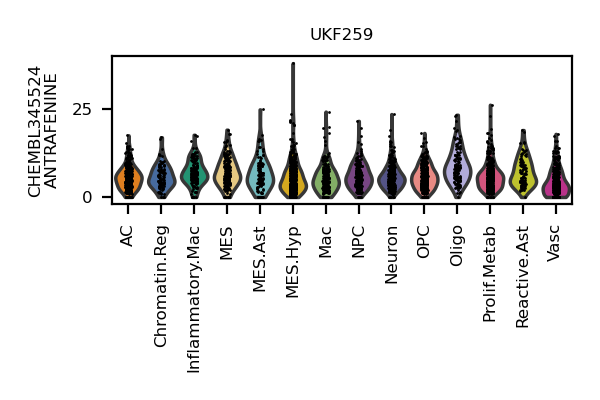 UKF259
CHEMBL345524
ANTRAFENINE
25
0
AC
Chromatin.Reg
Inflammatory.Mac
MES
MES.Ast
MES.Hyp
Mac
NPC
Neuron
OPC
Oligo
Prolif.Metab
Reactive.Ast
Vasc